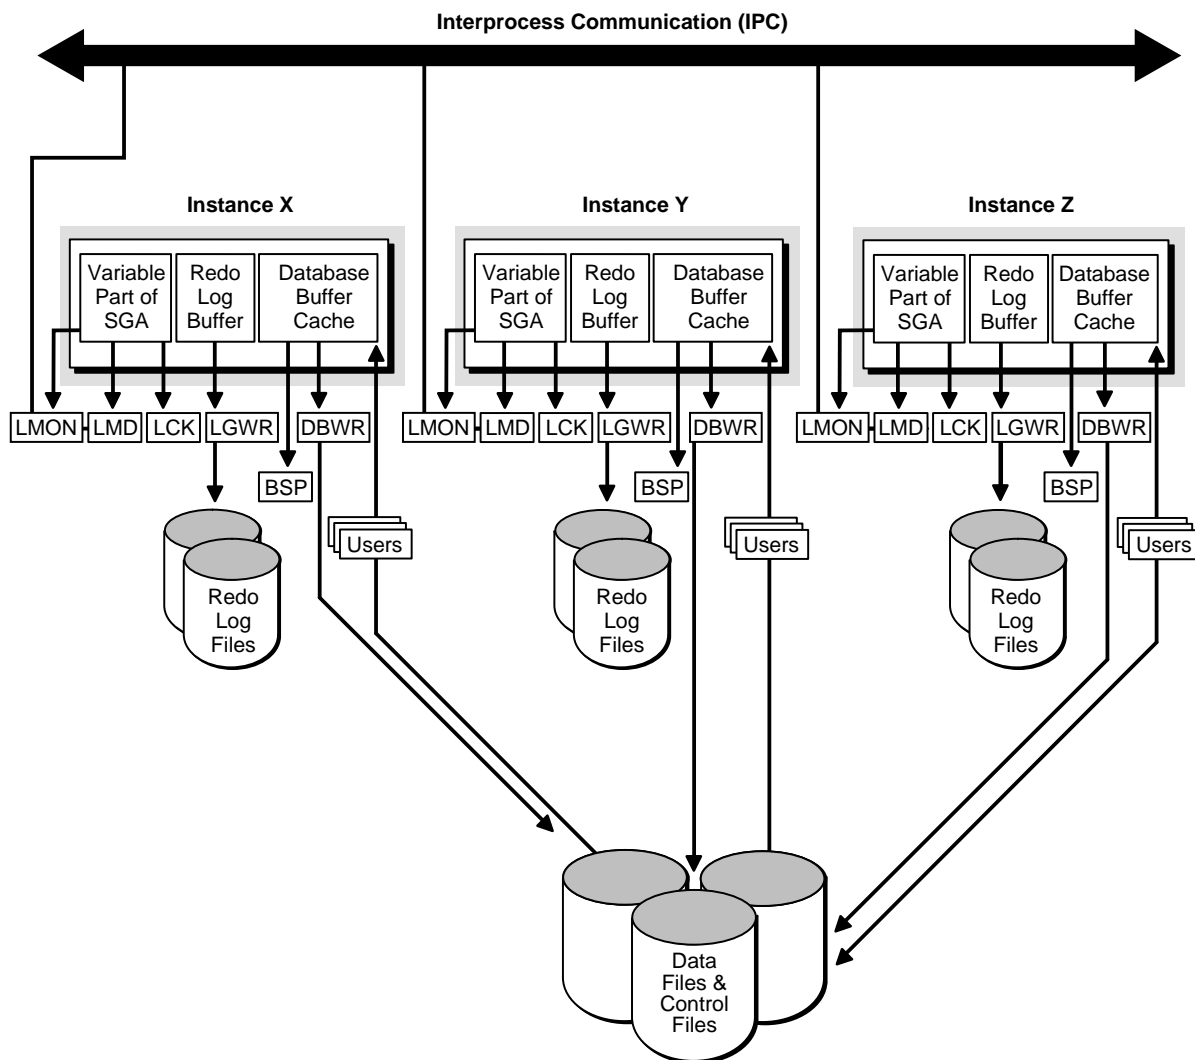 Interprocess Communication (IPC)
Instance X
Instance Y
Instance Z
Variable
Part of
SGA
Redo
Log
Buffer
Database
Buffer
Cache
Variable
Part of
SGA
Redo
Log
Buffer
Database
Buffer
Cache
Variable
Part of
SGA
Redo
Log
Buffer
Database
Buffer
Cache
LMON
LMD
LCK
LGWR
DBWR
LMON
LMD
LCK
LGWR
DBWR
LMON
LMD
LCK
LGWR
DBWR
BSP
BSP
BSP
Users
Users
Users
Redo
Log
Files
Redo
Log
Files
Redo
Log
Files
Data
Files &
Control
Files